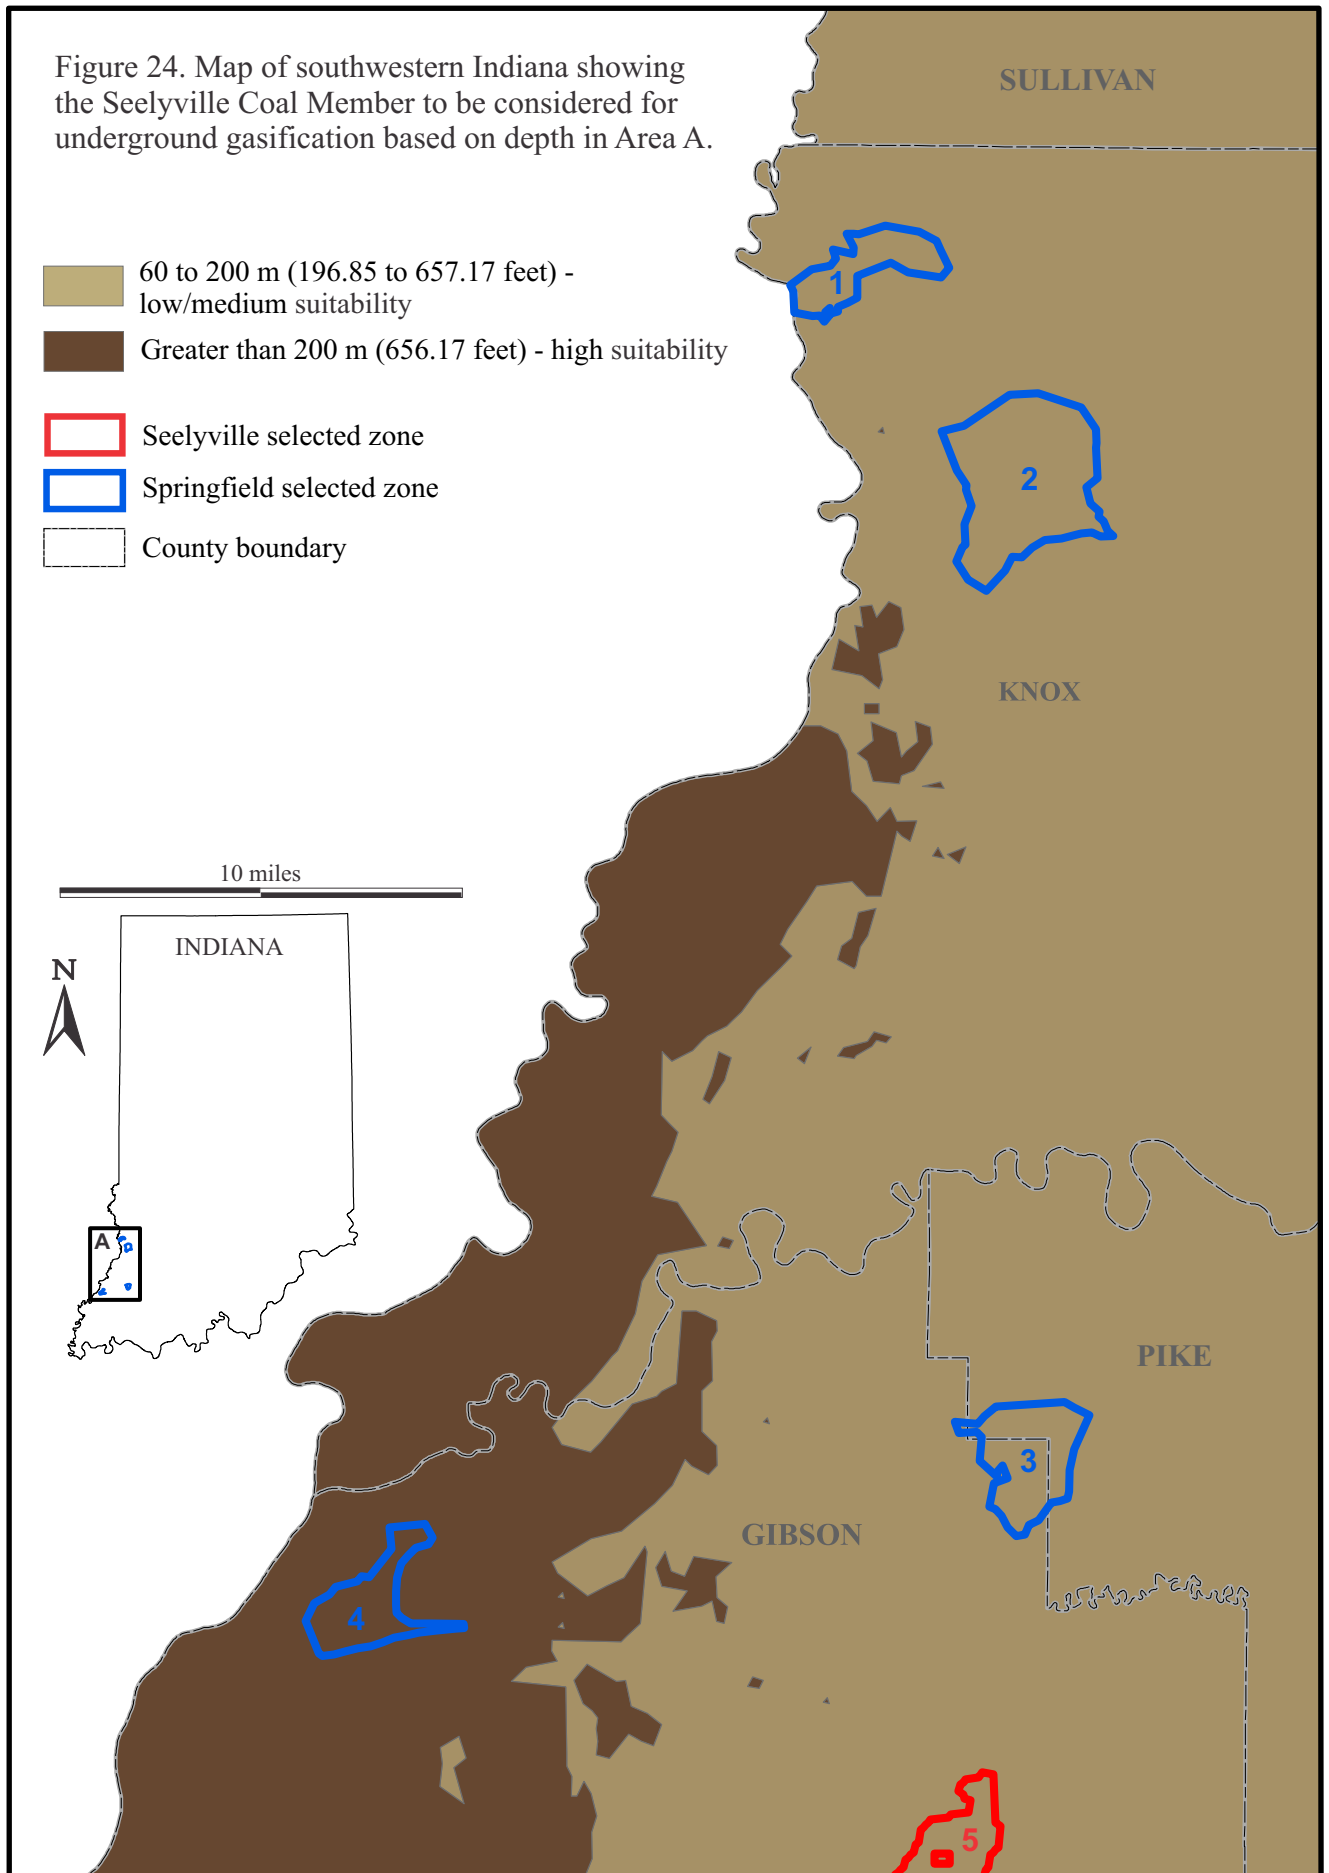 Figure 24. Map of southwestern Indiana showing
the Seelyville Coal Member to be considered for
underground gasification based on depth in Area A.
60 to 200 m (196.85 to 657.17 feet) -
low/medium suitability
Greater than 200 m (656.17 feet) - high suitability
Seelyville selected zone
Springfield selected zone
County boundary
SULLIVAN
1
2
KNOX
10 miles
INDIANA
N
A
PIKE
3
GIBSON
4
5